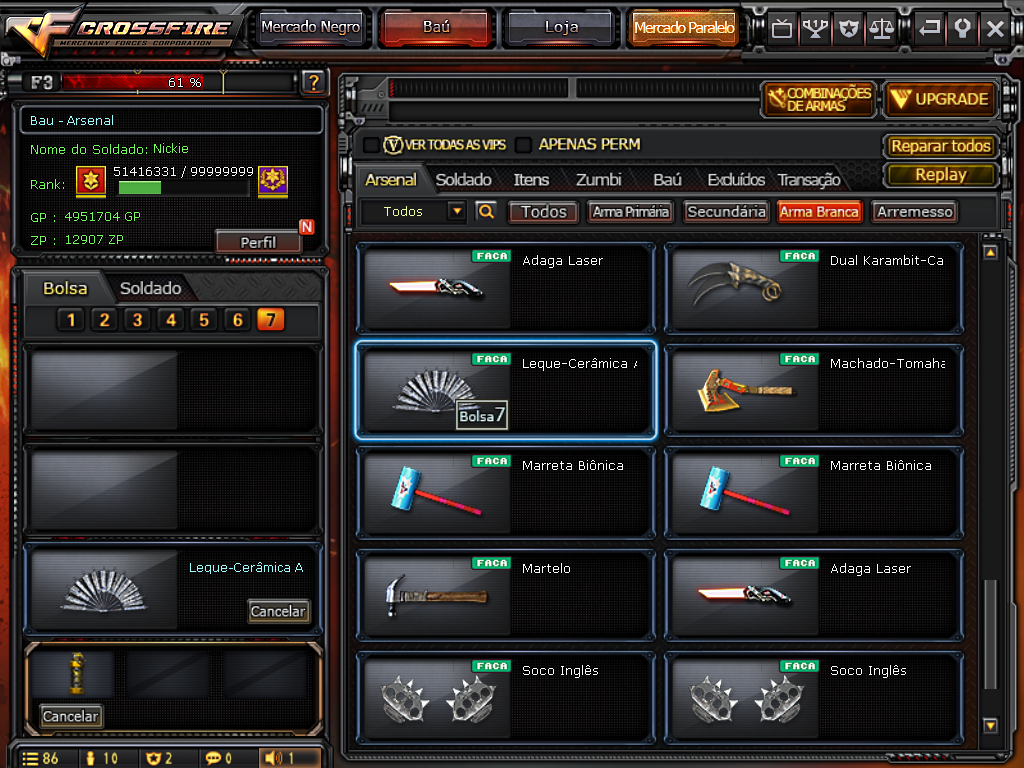 CROSSFIRE
MERCENARY FORCES CORPORATION
Mercado Negro
Baú
Loja
Mercado Paralelo
F3
61 %
?
Bau - Arsenal
Nome do Soldado: Nickie
Rank:
51416331 / 99999999
GP : 4951704 GP
ZP : 12907 ZP
Perfil
N
Bolsa
Soldado
1 2 3 4 5 6 7
Leque-Cerâmica A
Cancelar
Cancelar
86
10
2
0
1
COMBINAÇÕES
DE ARMAS
UPGRADE
V VER TODAS AS VIPS
APENAS PERM
Reparar todos
Replay
Arsenal Soldado Itens Zumbi Baú Excluídos Transação
Todos
Todos
Arma Primária
Secundária
Arma Branca
Arremesso
FACA Adaga Laser
FACA Dual Karambit-Ca
FACA Leque-Cerâmica
Bolsa7
FACA Machado-Tomaha
FACA Marreta Biônica
FACA Marreta Biônica
FACA Martelo
FACA Adaga Laser
FACA Soco Inglês
FACA Soco Inglês